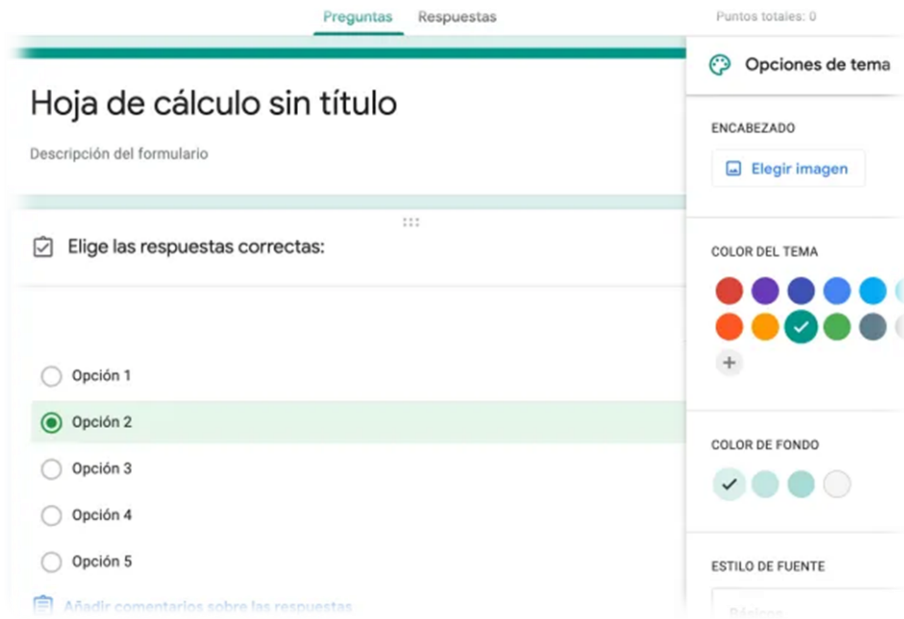 Preguntas Respuestas
Puntos totales: 0
Hoja de cálculo sin título
Descripción del formulario
Elige las respuestas correctas:
Opción 1
Opción 2
Opción 3
Opción 4
Opción 5
Añadir comentarios sobre las respuestas
Opciones de tema
ENCABEZADO
Elegir imagen
COLOR DEL TEMA
COLOR DE FONDO
ESTILO DE FUENTE
Básicos